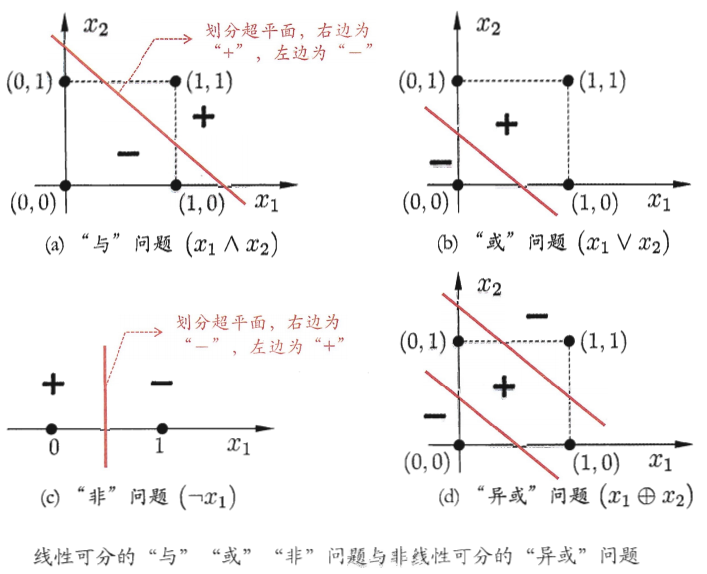 x₂
划分超平面，右边为
“+”，左边为“−”
(0, 1)
(1, 1)
+
−
(0, 0)
(1, 0)
x₁
(a) “与”问题 (x₁ ∧ x₂)
x₂
(0, 1)
(1, 1)
+
−
(0, 0)
(1, 0)
x₁
(b) “或”问题 (x₁ ∨ x₂)
划分超平面，右边为
“−”，左边为“+”
+
−
0
1
x₁
(c) “非”问题 (¬x₁)
x₂
−
(0, 1)
(1, 1)
+
−
(0, 0)
(1, 0)
x₁
(d) “异或”问题 (x₁ ⊕ x₂)
线性可分的“与”“或”“非”问题与非线性可分的“异或”问题